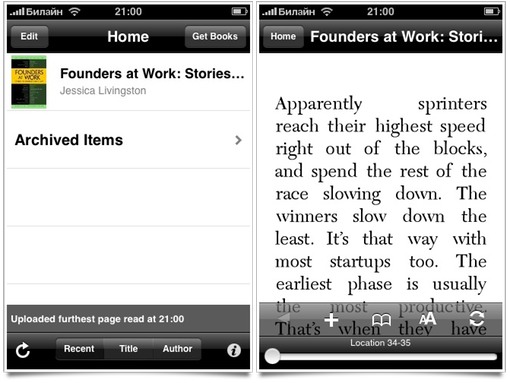 Билайн 21:00
Edit Home Get Books
FOUNDERS
AT WORK
Founders at Work: Stories...
Jessica Livingston
Archived Items
Uploaded furthest page read at 21:00
Recent Title Author
Билайн 21:00
Home Founders at Work: Stori...
Apparently sprinters
reach their highest speed
right out of the blocks,
and spend the rest of the
race slowing down. The
winners slow down the
least. It's that way with
most startups too. The
earliest phase is usually
the most productive.
That's when they have
AA
Location 34-35